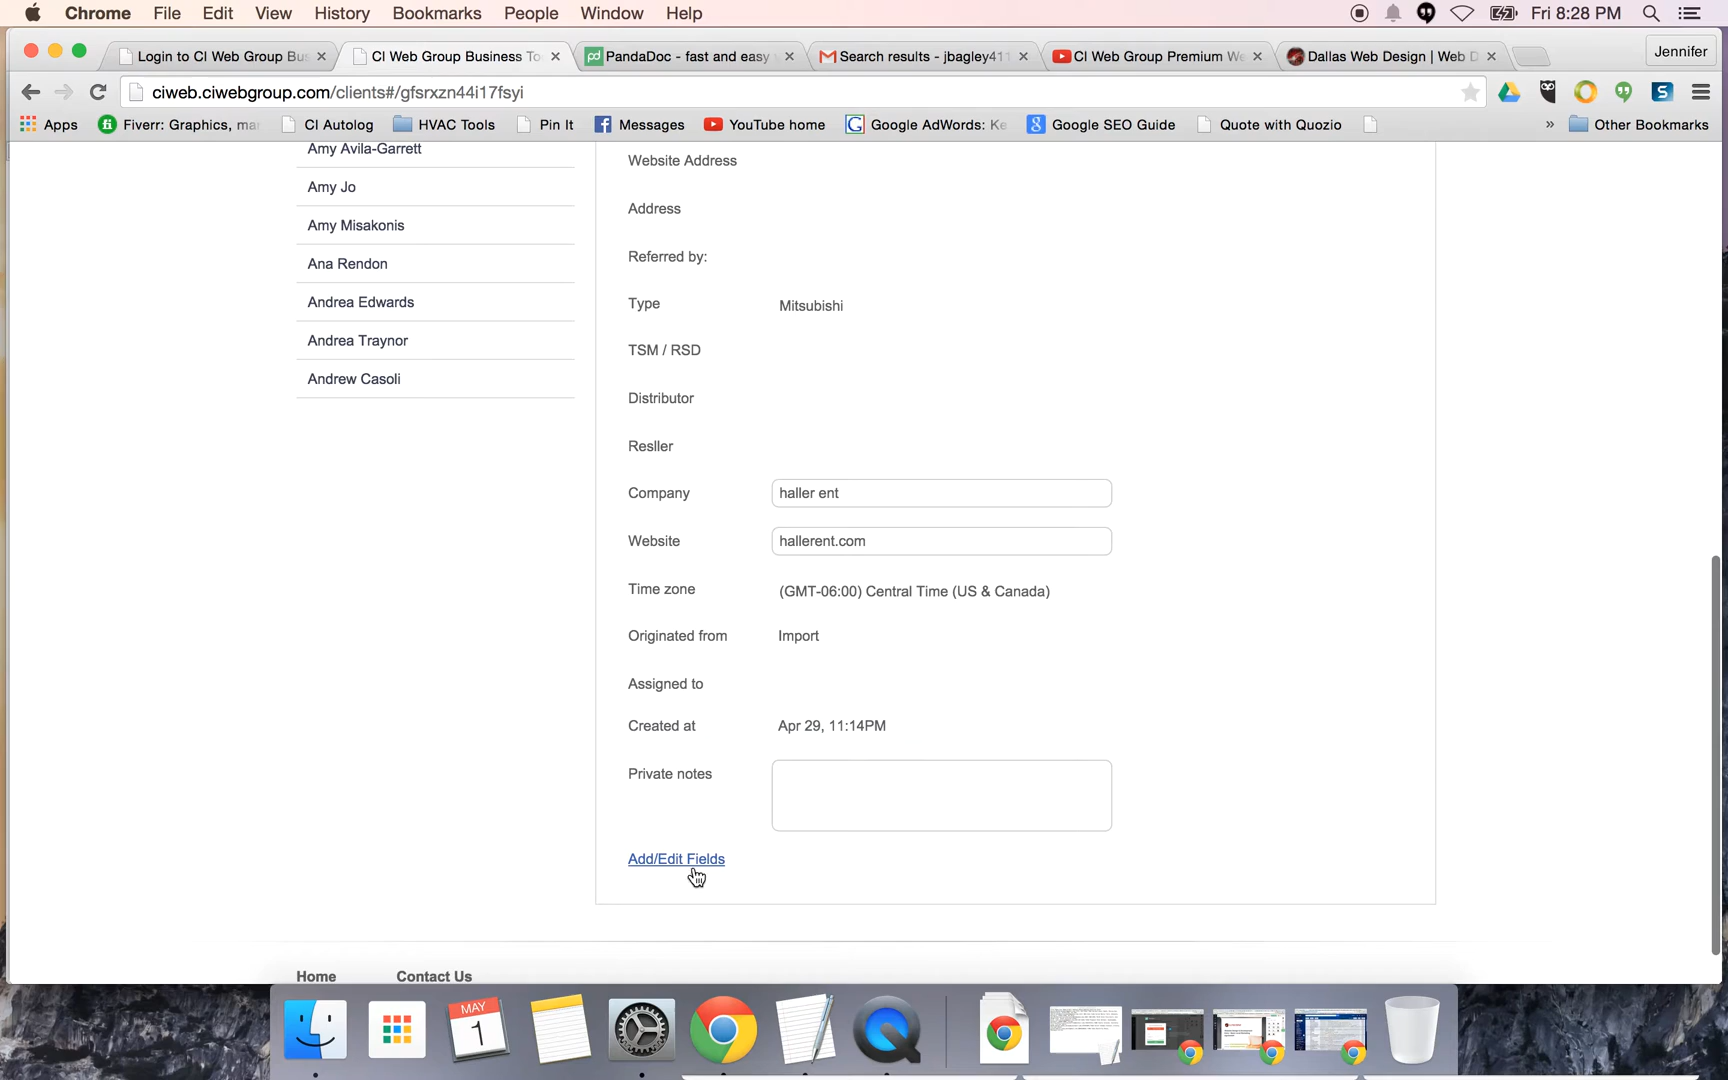 Chrome File Edit View History Bookmarks People Window Help Fri 8:28 PM
Login to CI Web Group Bus CI Web Group Business To PandaDoc - fast and easy Search results - jbagley411 CI Web Group Premium We Dallas Web Design | Web D Jennifer
ciweb.ciwebgroup.com/clients#/gfsrxzn44i17fsyi
Apps Fiverr: Graphics, mar CI Autolog HVAC Tools Pin It Messages YouTube home Google AdWords: Ke Google SEO Guide Quote with Quozio » Other Bookmarks
Amy Avila-Garrett
Amy Jo
Amy Misakonis
Ana Rendon
Andrea Edwards
Andrea Traynor
Andrew Casoli
Website Address
Address
Referred by:
Type Mitsubishi
TSM / RSD
Distributor
Resller
Company haller ent
Website hallerent.com
Time zone (GMT-06:00) Central Time (US & Canada)
Originated from Import
Assigned to
Created at Apr 29, 11:14PM
Private notes
Add/Edit Fields
Home Contact Us
MAY
1